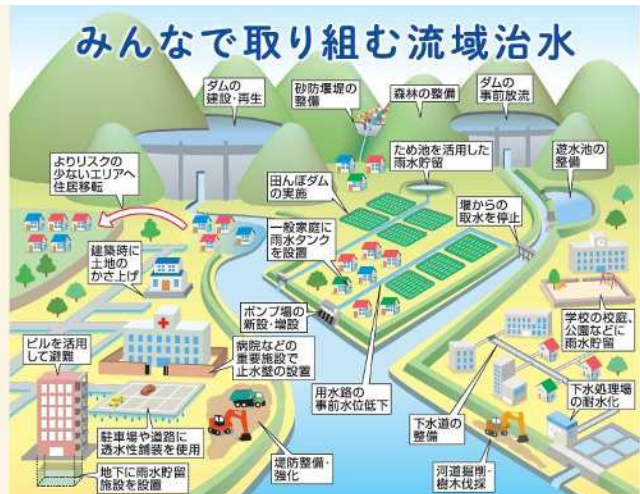 みんなで取り組む流域治水
ダムの
建設・再生
砂防堰堤の
整備
森林の整備
ダムの
事前放流
よりリスクの
少ないエリアへ
住居移転
田んぼダム
の実施
ため池を活用した
雨水貯留
遊水池の
整備
堰からの
取水を停止
一般家庭に
雨水タンク
を設置
建築時に
土地の
かさ上げ
ポンプ場の
新設・増設
学校の校庭、
公園などに
雨水貯留
ビルを活用
して避難
病院などの
重要施設で
止水壁の設置
用水路の
事前水位低下
下水道の
整備
下水処理場
の耐水化
駐車場や道路に
透水性舗装を使用
地下に雨水貯留
施設を設置
堤防整備・
強化
河道掘削・
樹木伐採